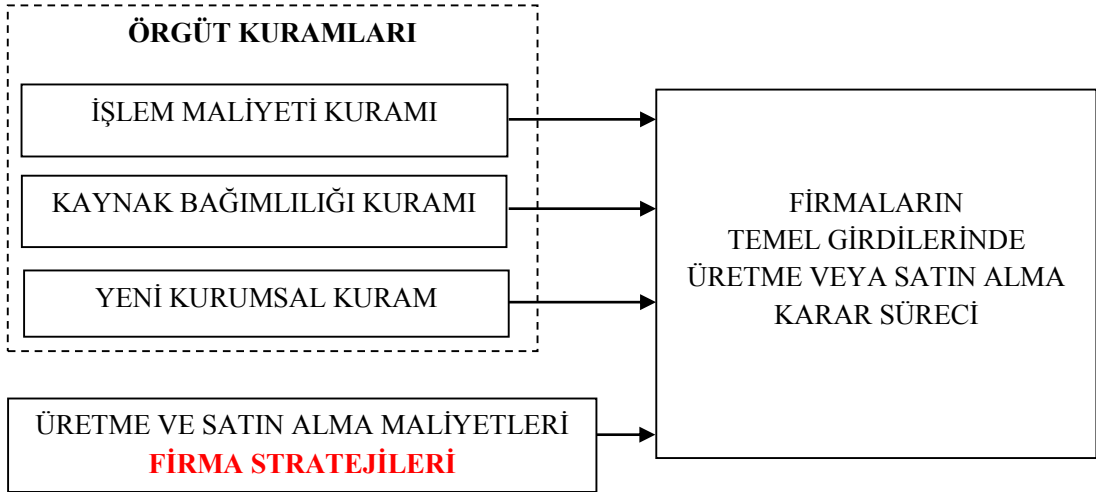 ÖRGÜT KURAMLARI
İŞLEM MALİYETİ KURAMI
KAYNAK BAĞIMLILIĞI KURAMI
YENİ KURUMSAL KURAM
ÜRETME VE SATIN ALMA MALİYETLERİ
FİRMA STRATEJİLERİ
FİRMALARIN
TEMEL GİRDİLERİNDE
ÜRETME VEYA SATIN ALMA
KARAR SÜRECİ